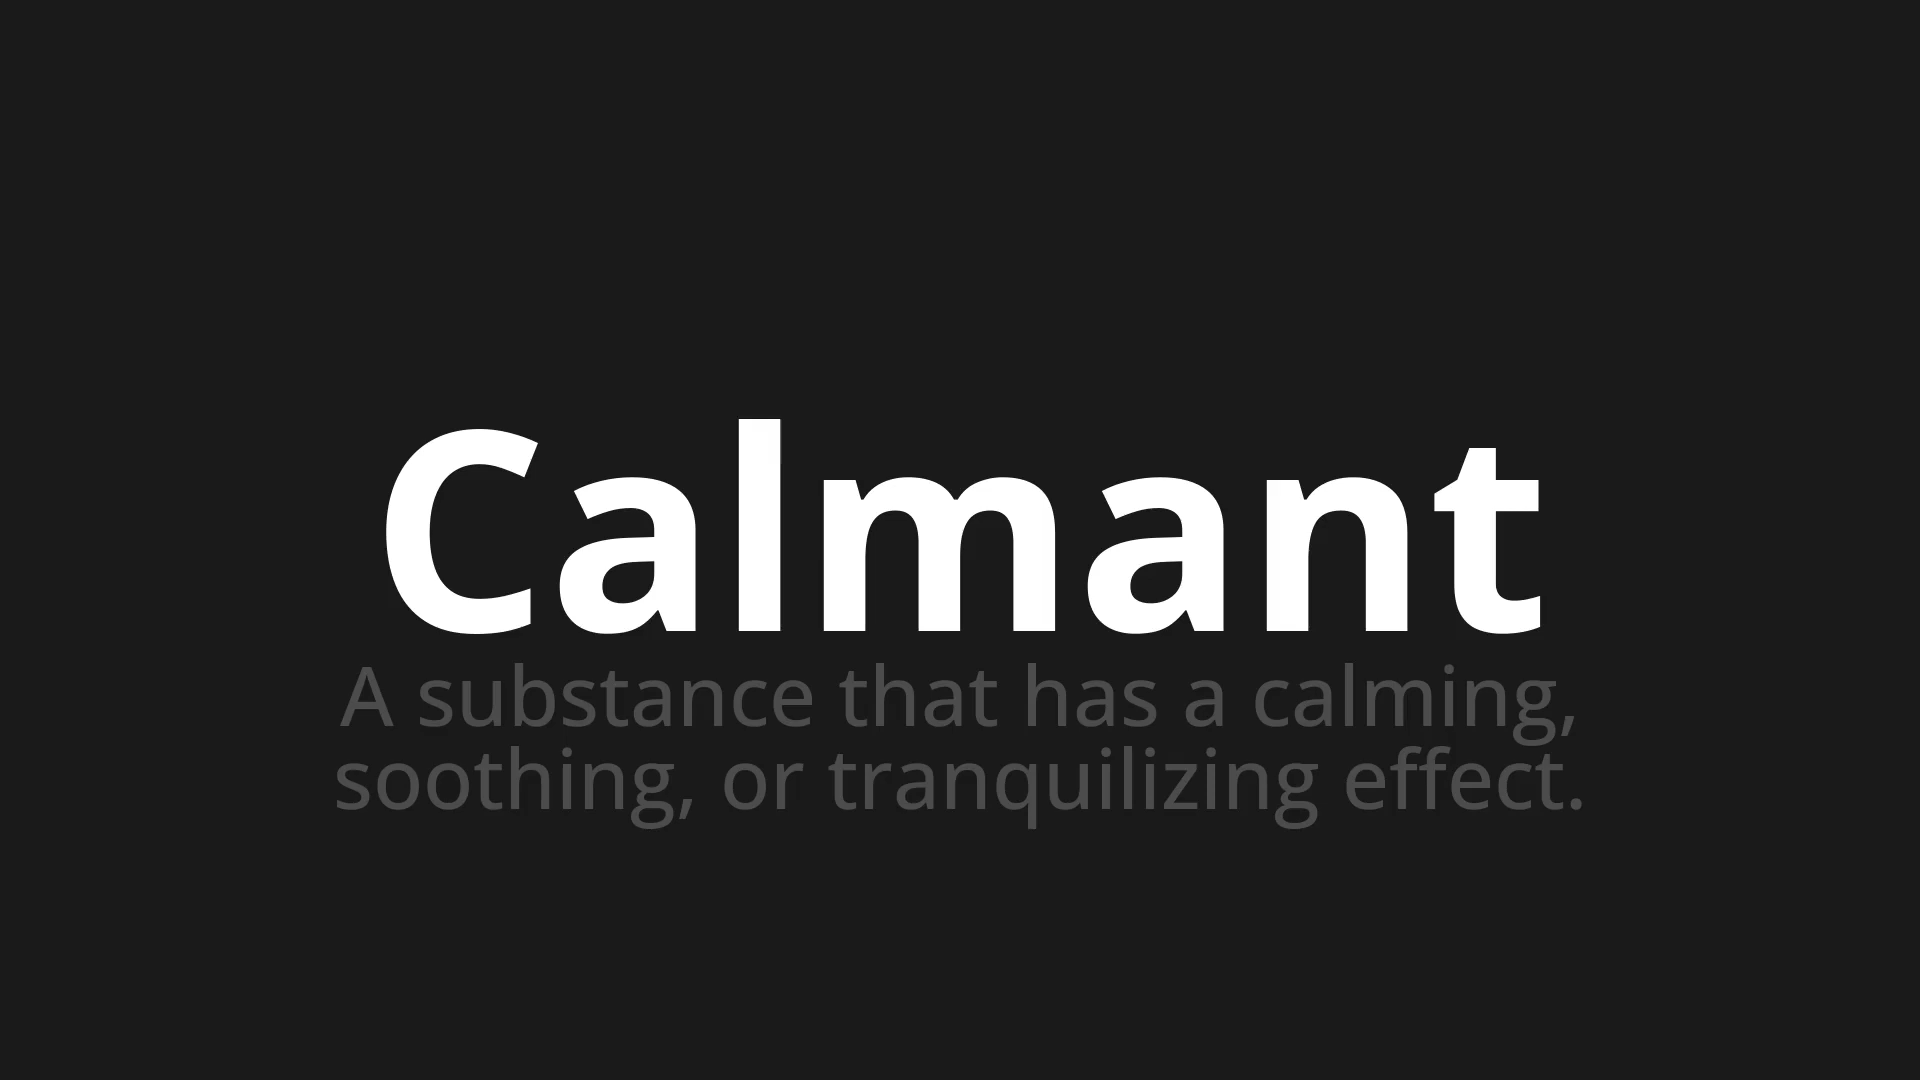 Calmant
A substance that has a calming,
soothing, or tranquilizing effect.